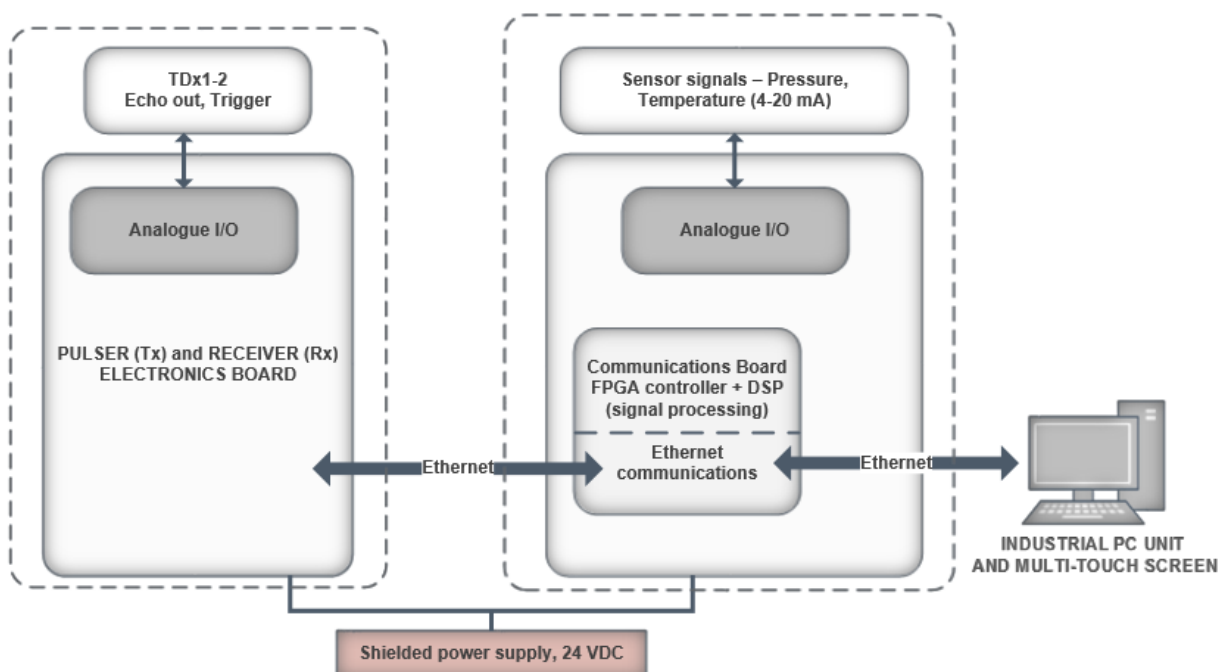 TDx1-2
Echo out, Trigger
Analogue I/O
PULSER (Tx) and RECEIVER (Rx)
ELECTRONICS BOARD
Ethernet
Sensor signals – Pressure,
Temperature (4-20 mA)
Analogue I/O
Communications Board
FPGA controller + DSP
(signal processing)
Ethernet
communications
Ethernet
INDUSTRIAL PC UNIT
AND MULTI-TOUCH SCREEN
Shielded power supply, 24 VDC